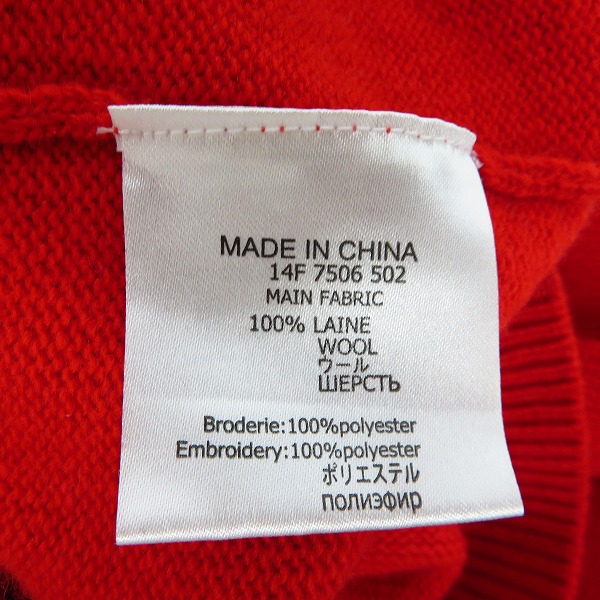 MADE IN CHINA
14F 7506 502
MAIN FABRIC
100% LAINE
WOOL
ウール
ШЕРСТЬ
Broderie:100%polyester
Embroidery:100%polyester
ポリエステル
полиэфир